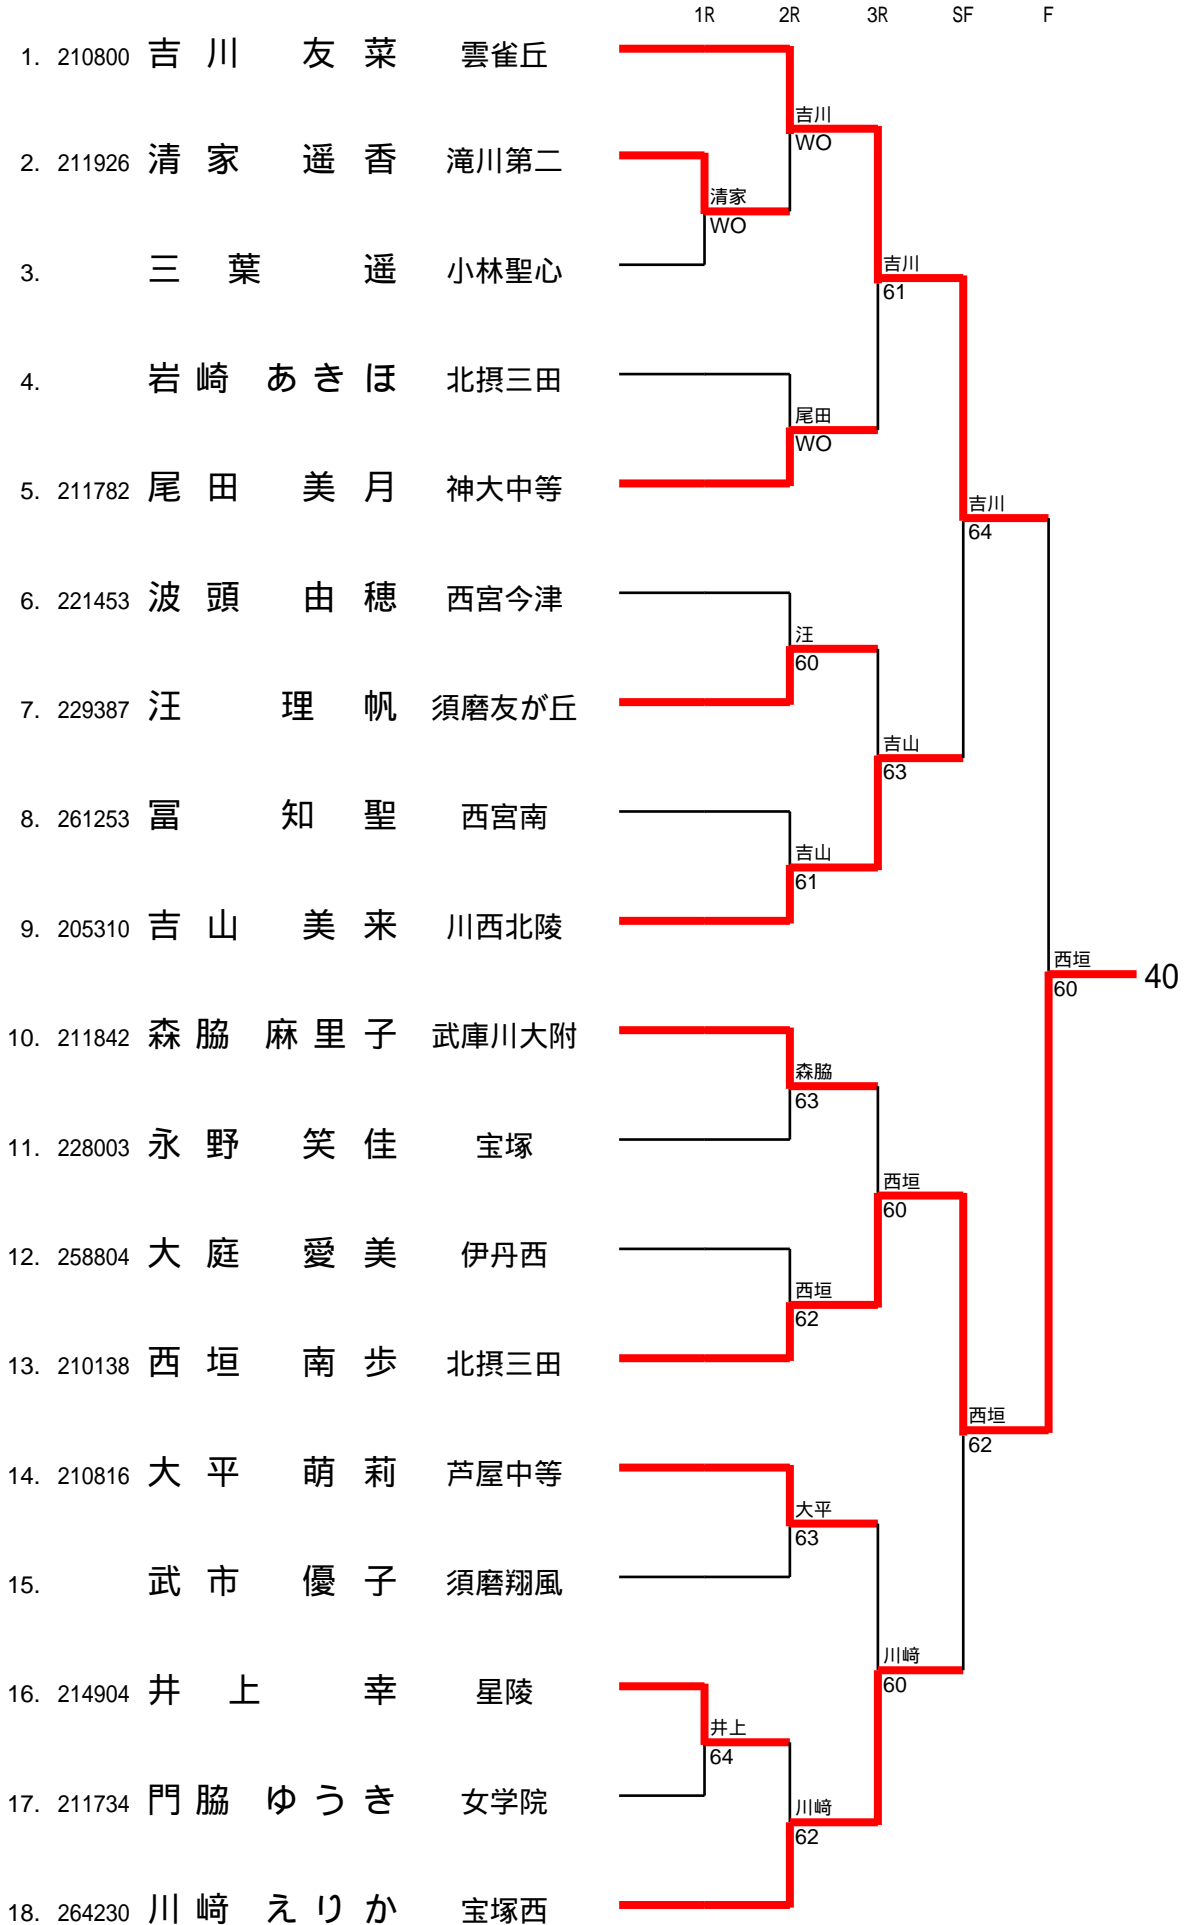 1R 2R 3R SF F
1. 210800 吉川 友菜 雲雀丘
吉川
WO
2. 211926 清家 遥香 滝川第二
清家
WO
3. 三葉 遥 小林聖心
吉川
61
4. 岩崎 あきほ 北摂三田
尾田
WO
5. 211782 尾田 美月 神大中等
吉川
64
6. 221453 波頭 由穂 西宮今津
汪
60
7. 229387 汪 理帆 須磨友が丘
吉山
63
8. 261253 冨 知聖 西宮南
吉山
61
9. 205310 吉山 美来 川西北陵
西垣
60
40
10. 211842 森脇 麻里子 武庫川大附
森脇
63
11. 228003 永野 笑佳 宝塚
西垣
60
12. 258804 大庭 愛美 伊丹西
西垣
62
13. 210138 西垣 南歩 北摂三田
西垣
62
14. 210816 大平 萌莉 芦屋中等
大平
63
15. 武市 優子 須磨翔風
川﨑
60
16. 214904 井上 幸 星陵
井上
64
17. 211734 門脇 ゆうき 女学院
川﨑
62
18. 264230 川﨑 えりか 宝塚西